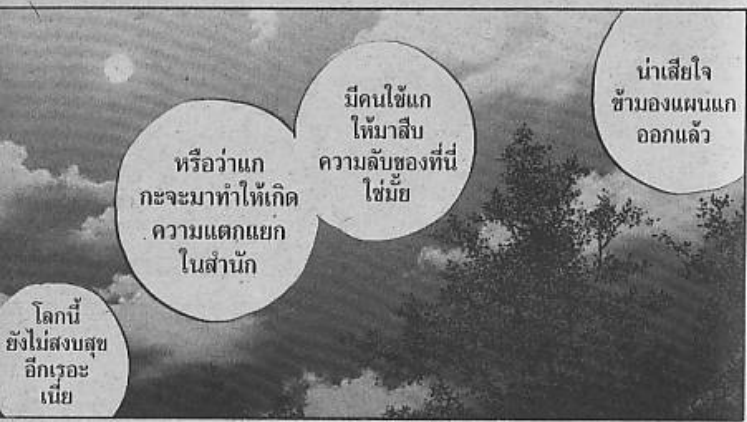 น่าเสียใจ
ข้ามองแผนแก
ออกแล้ว
มีคนใช้แก
ให้มาสืบ
ความลับของที่นี่
ใช่มั้ย
หรือว่าแก
กะจะมาทำให้เกิด
ความแตกแยก
ในสำนัก
โลกนี้
ยังไม่สงบสุข
อีกเรอะ
เนี่ย